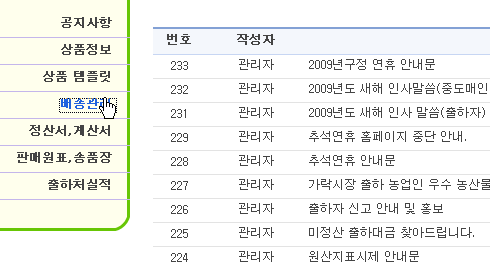 공지사항
상품정보
상품 템플릿
배송관
정산서,계산서
판매원표,송품장
출하처실적
번호 작성자
233 관리자 2009년구정 연휴 안내문
232 관리자 2009년도 새해 인사말씀(중도매인
231 관리자 2009년도 새해 인사 말씀(출하자)
229 관리자 추석연휴 홈페이지 중단 안내.
228 관리자 추석연휴 안내문
227 관리자 가락시장 출하 농업인 우수 농산물
226 관리자 출하자 신고 안내 및 홍보
225 관리자 미정산 출하대금 찾아드립니다.
224 관리자 원산지표시제 안내문